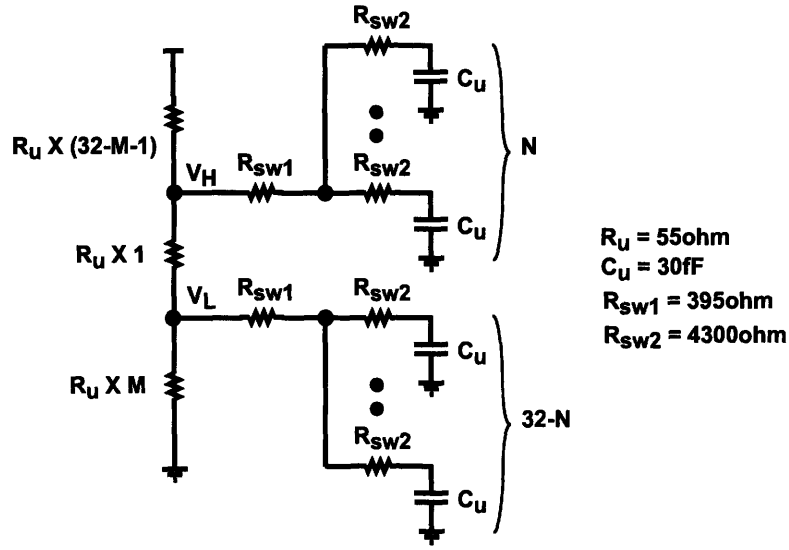 Rsw2
Cu
Ru X (32-M-1)
N
VH
Rsw1
Rsw2
Cu
Ru X 1
Ru = 55ohm
Cu = 30fF
Rsw1 = 395ohm
Rsw2 = 4300ohm
VL
Rsw1
Rsw2
Cu
Ru X M
32-N
Rsw2
Cu